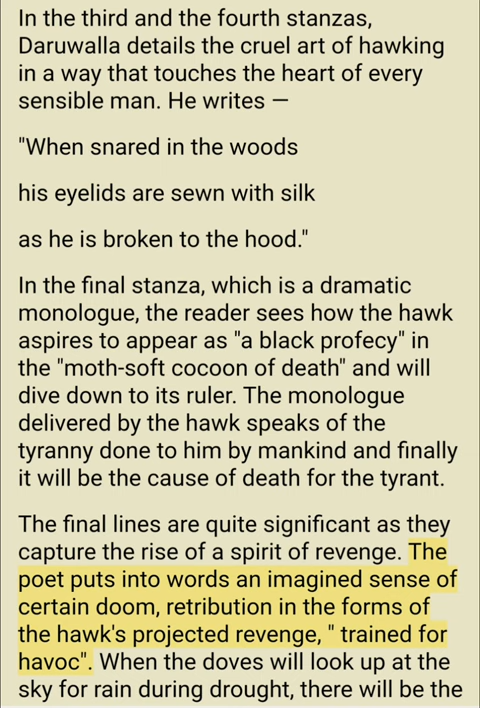 In the third and the fourth stanzas,
Daruwalla details the cruel art of hawking
in a way that touches the heart of every
sensible man. He writes —
"When snared in the woods
his eyelids are sewn with silk
as he is broken to the hood."
In the final stanza, which is a dramatic
monologue, the reader sees how the hawk
aspires to appear as "a black profecy" in
the "moth-soft cocoon of death" and will
dive down to its ruler. The monologue
delivered by the hawk speaks of the
tyranny done to him by mankind and finally
it will be the cause of death for the tyrant.
The final lines are quite significant as they
capture the rise of a spirit of revenge. The
poet puts into words an imagined sense of
certain doom, retribution in the forms of
the hawk's projected revenge, " trained for
havoc". When the doves will look up at the
sky for rain during drought, there will be the